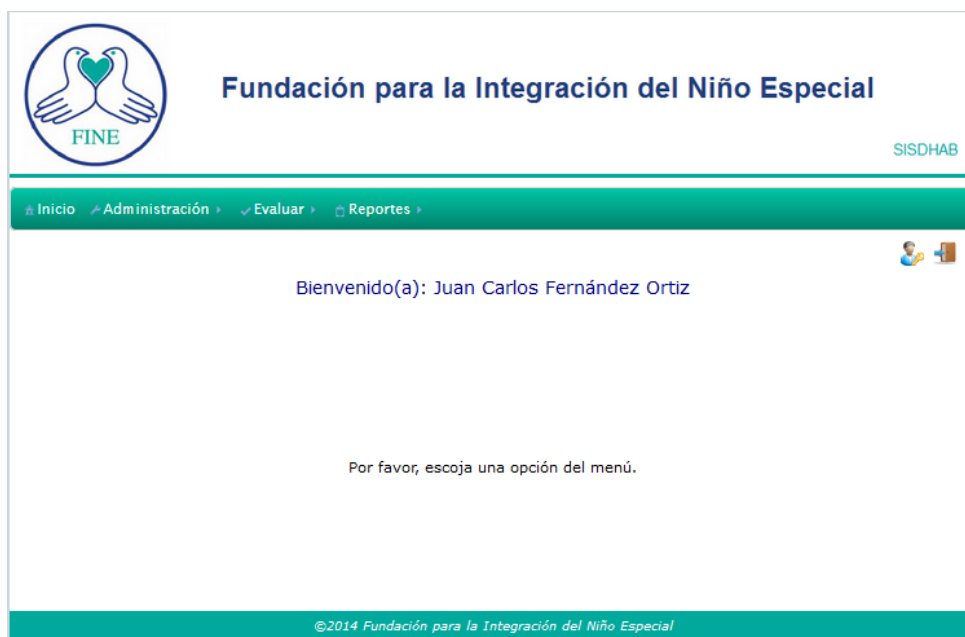 FINE
Fundación para la Integración del Niño Especial
SISDHAB
Inicio Administración Evaluar Reportes
Bienvenido(a): Juan Carlos Fernández Ortiz
Por favor, escoja una opción del menú.
©2014 Fundación para la Integración del Niño Especial